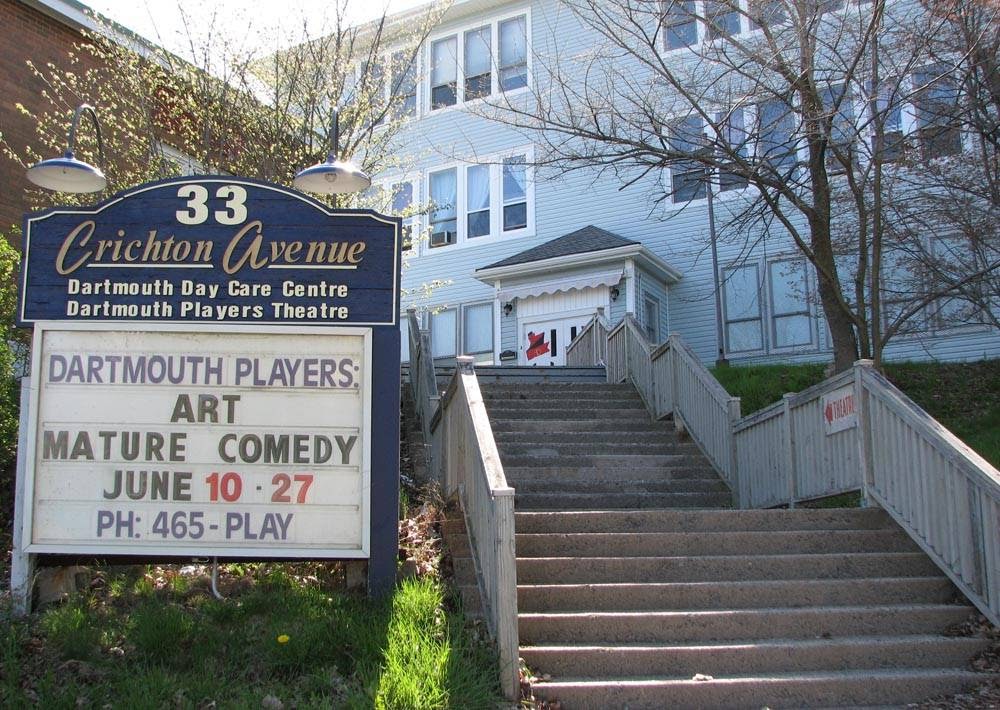 33
Crichton Avenue
Dartmouth Day Care Centre
Dartmouth Players Theatre
DARTMOUTH PLAYERS:
ART
MATURE COMEDY
JUNE 10 - 27
PH: 465-PLAY
THEATRE